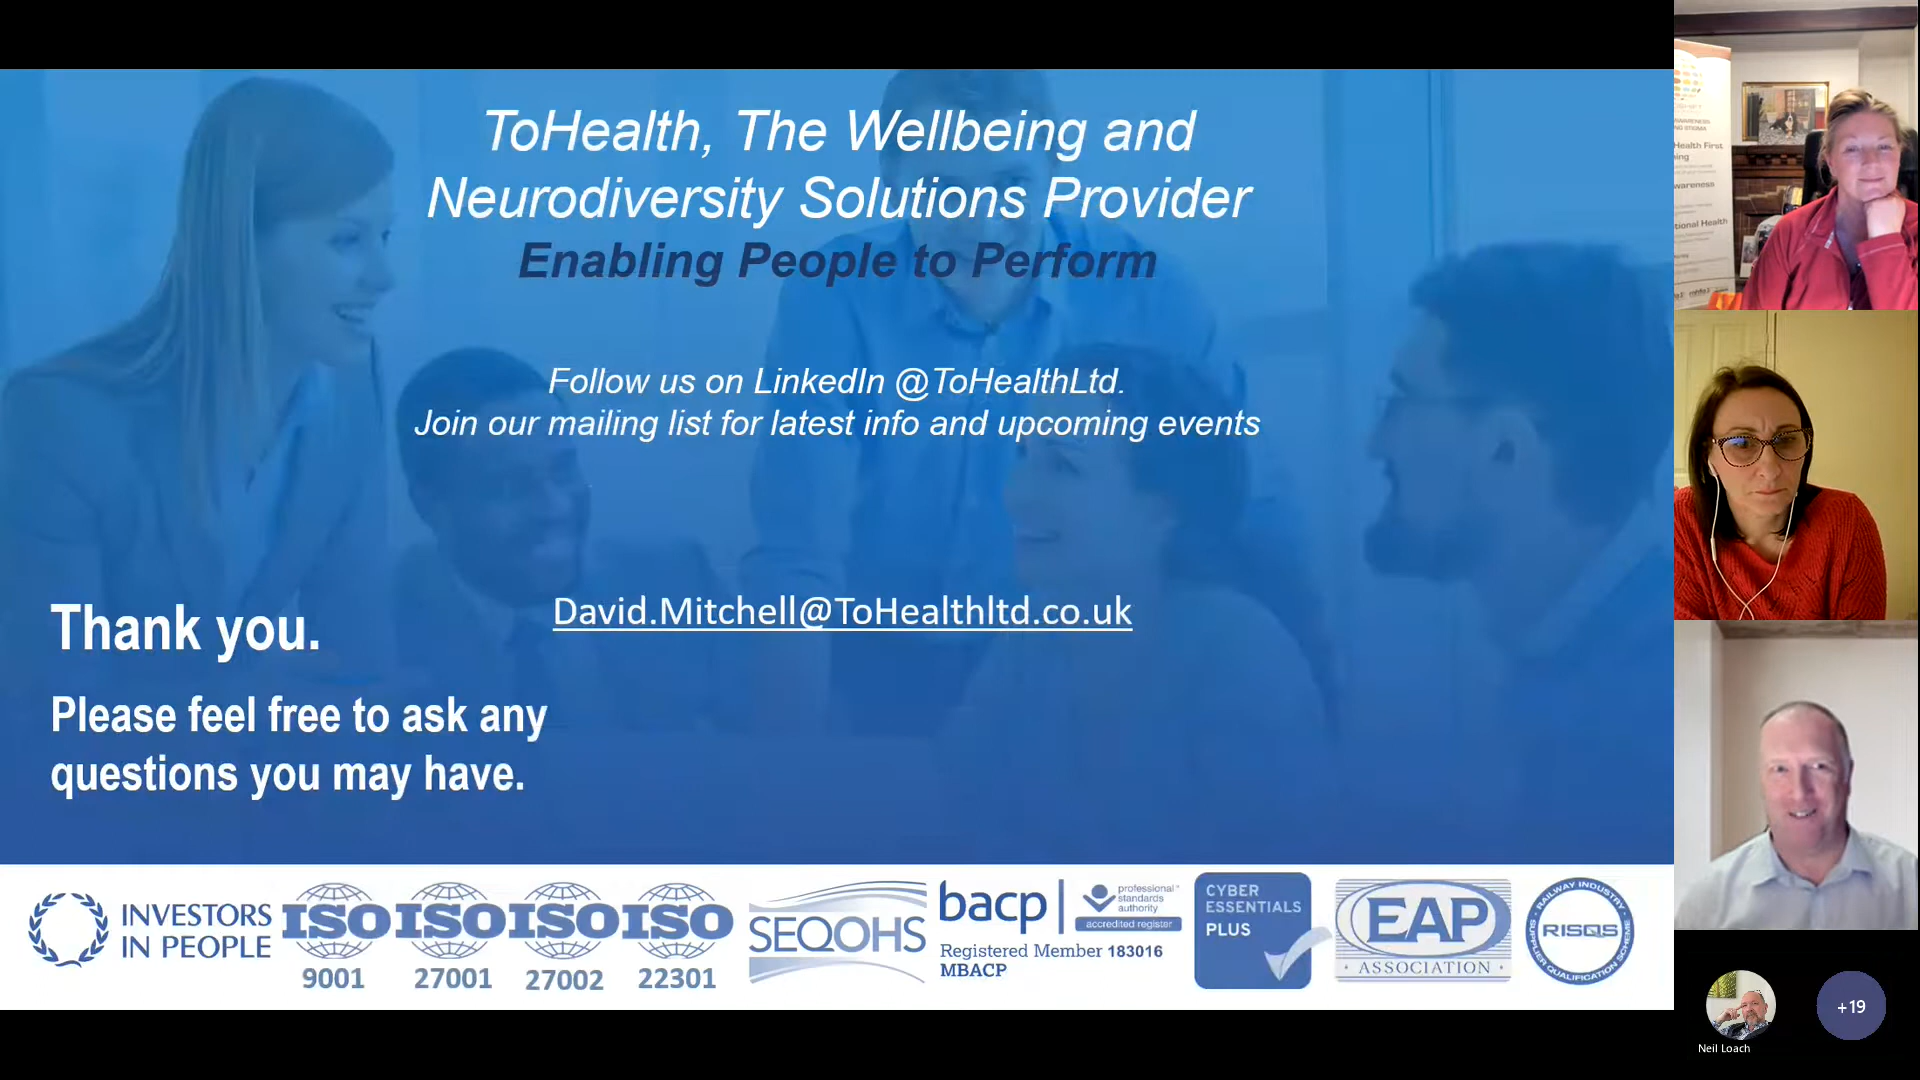 ToHealth, The Wellbeing and
Neurodiversity Solutions Provider
Enabling People to Perform
Follow us on LinkedIn @ToHealthLtd.
Join our mailing list for latest info and upcoming events
David.Mitchell@ToHealthltd.co.uk
Thank you.
Please feel free to ask any
questions you may have.
INVESTORS
IN PEOPLE
ISO
9001
ISO
27001
ISO
27002
ISO
22301
SEQOHS
bacp
professional
standards
authority
accredited register
Registered Member 183016
MBACP
CYBER
ESSENTIALS
PLUS
EAP
ASSOCIATION
RAILWAY INDUSTRY
RISQS
SUPPLIER QUALIFICATION SCHEME
Health First
tional Health
Neil Loach
+19